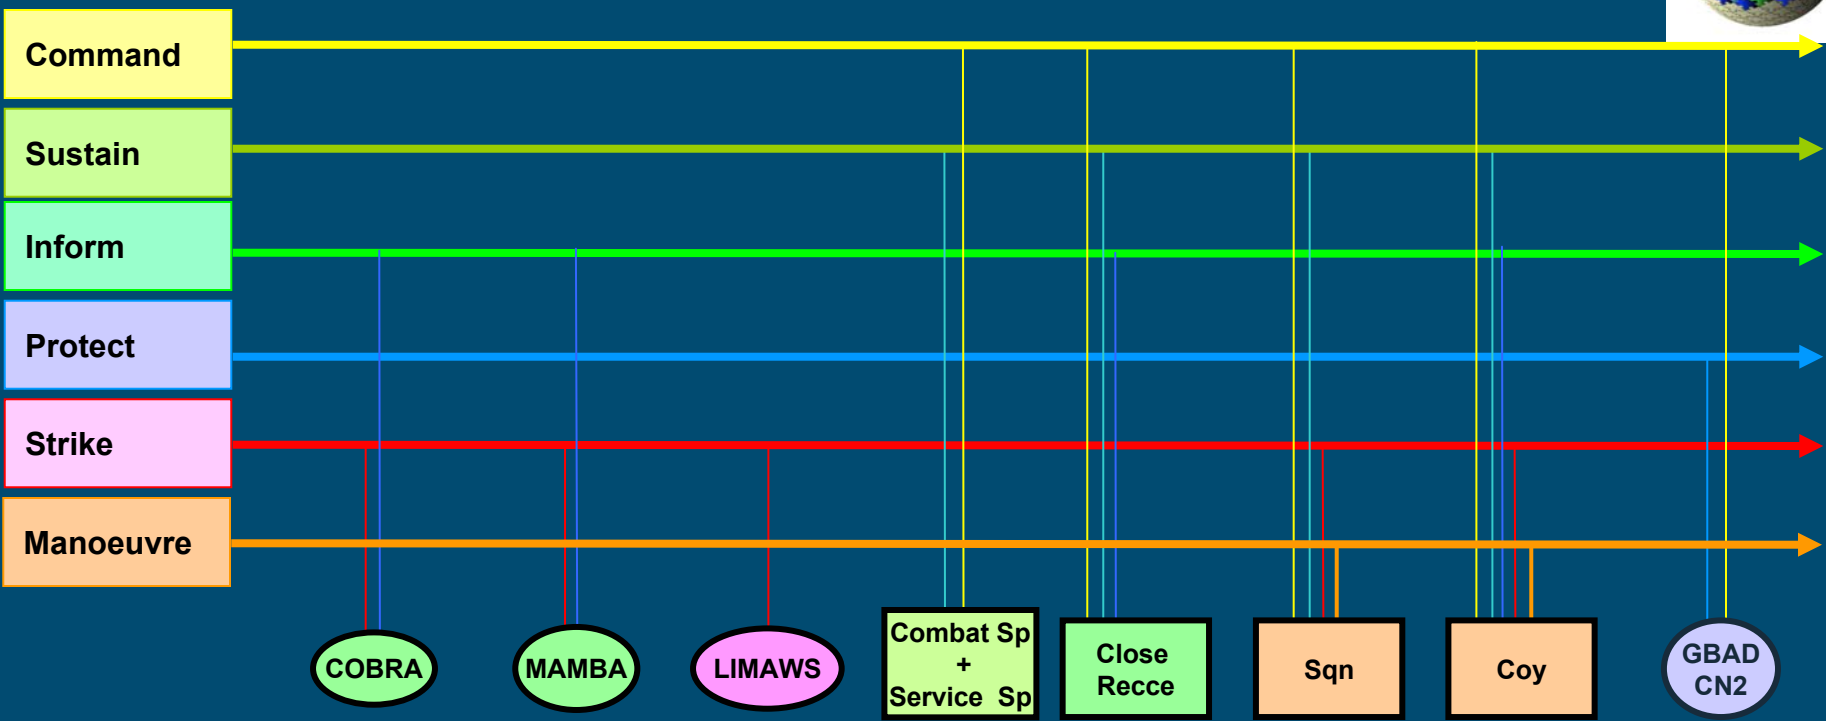 Command
Sustain
Inform
Protect
Strike
Manoeuvre
COBRA
MAMBA
LIMAWS
Combat Sp
+
Service Sp
Close
Recce
Sqn
Coy
GBAD
CN2